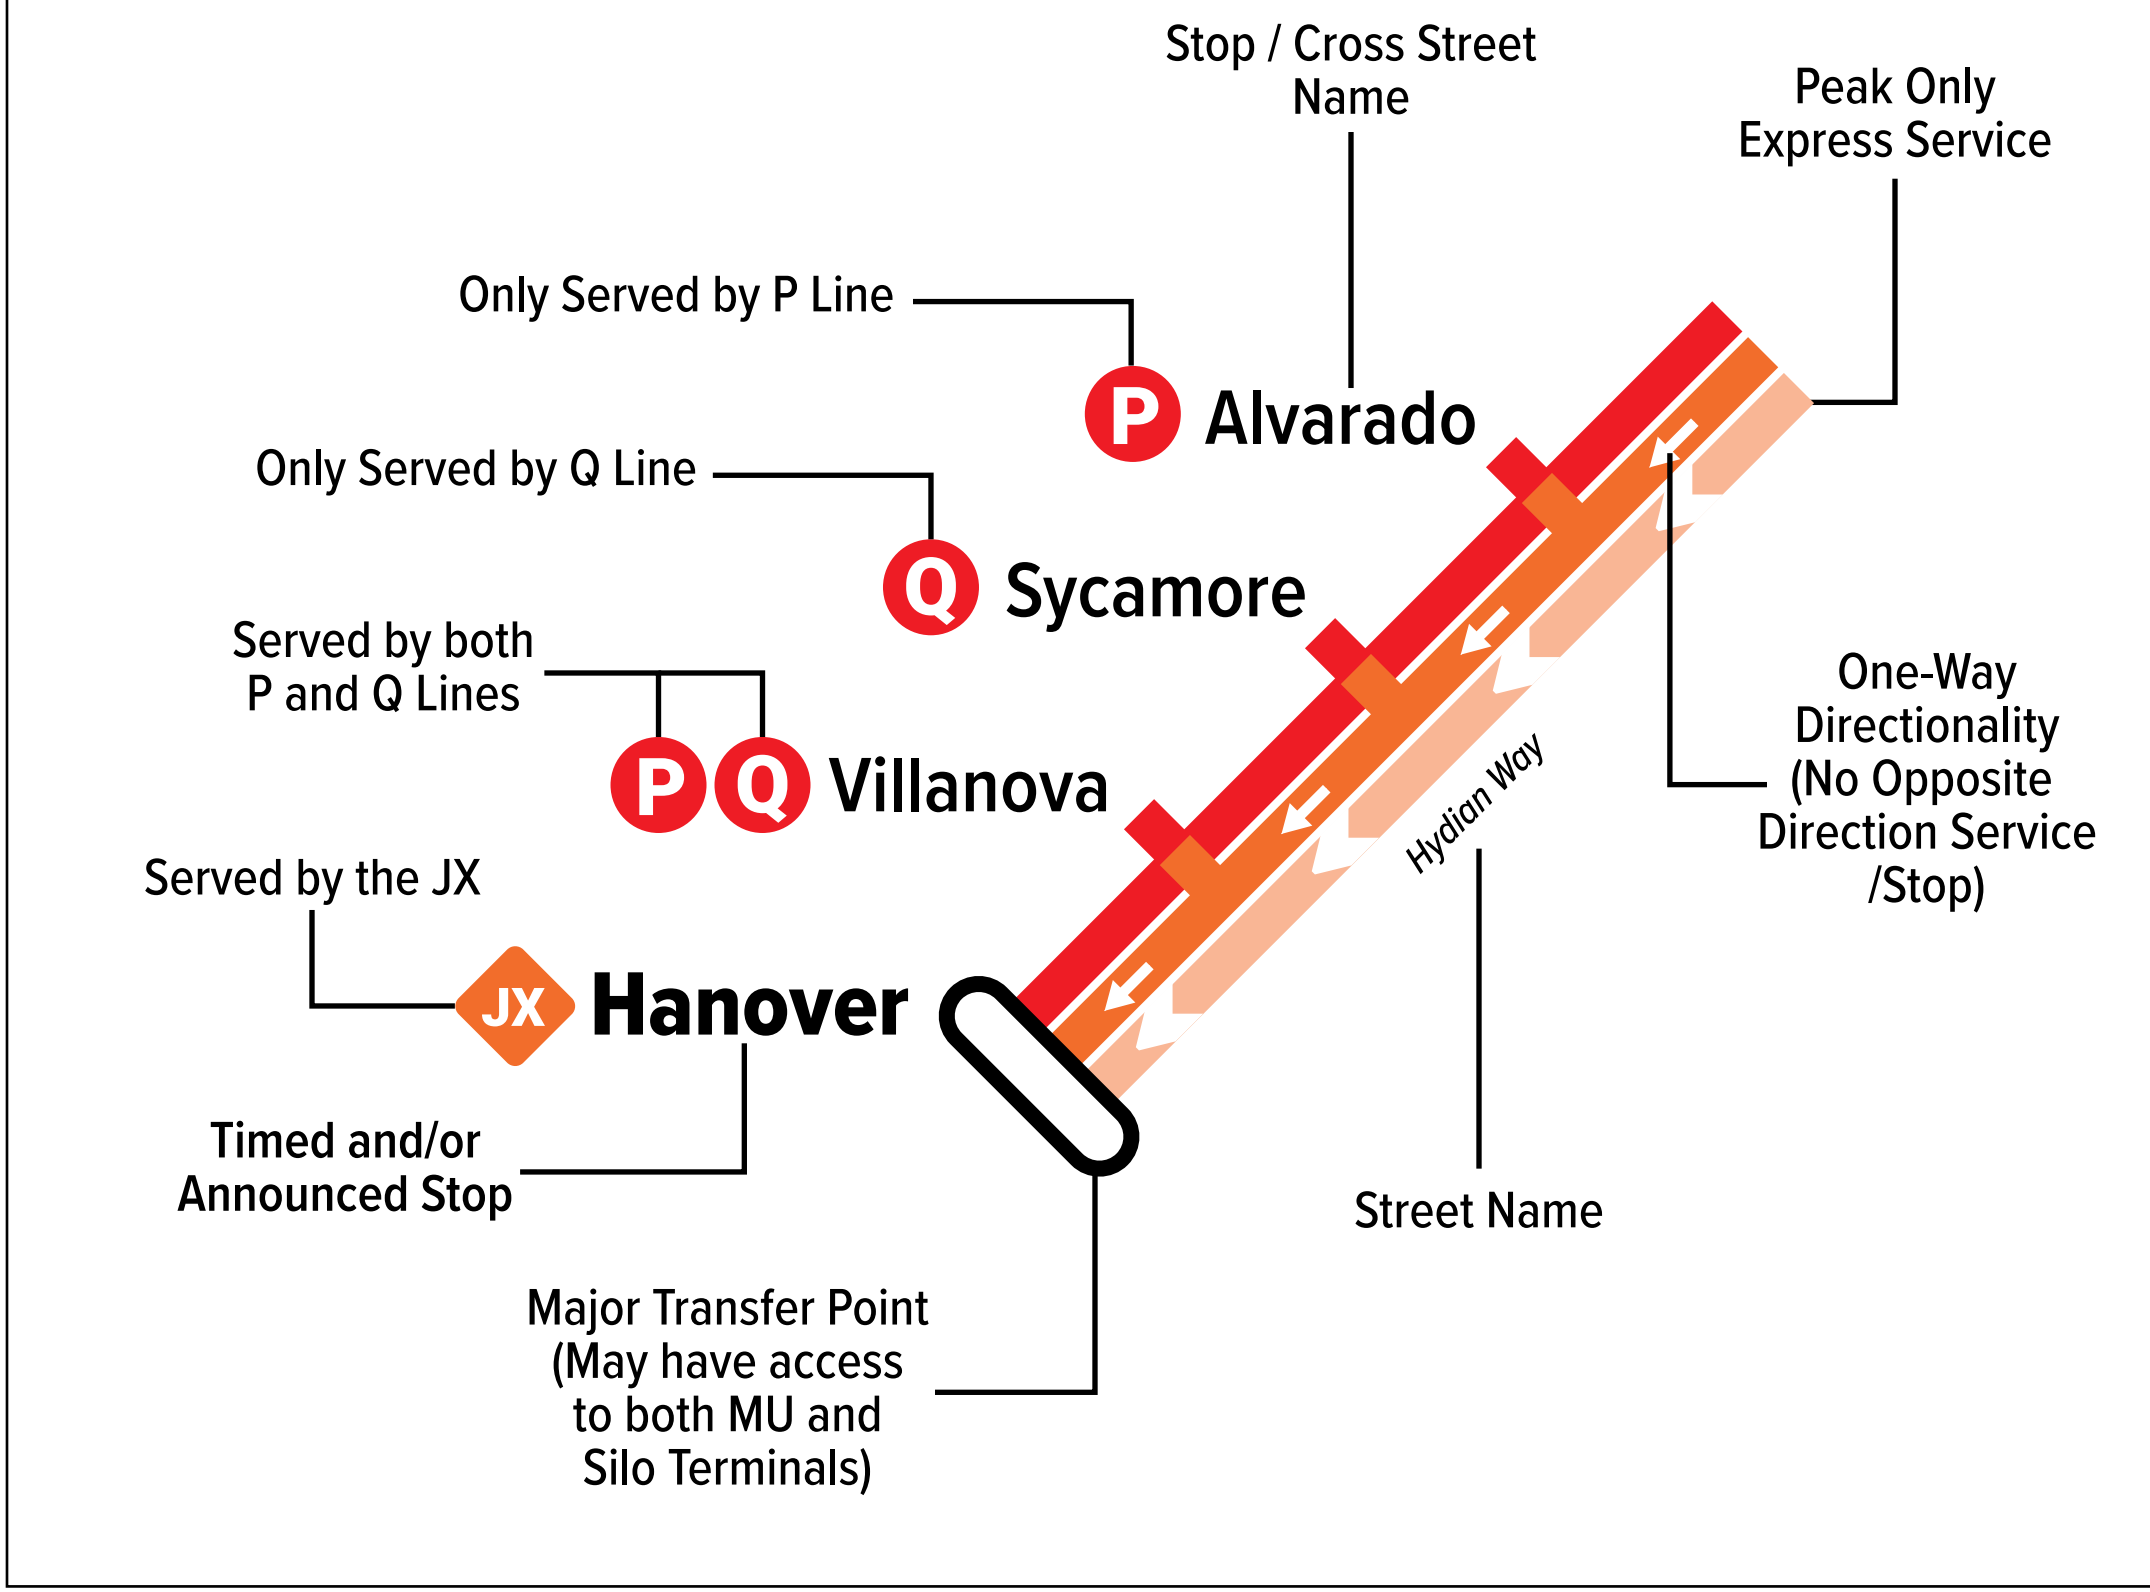 Stop / Cross Street
Name
Peak Only
Express Service
Only Served by P Line
P Alvarado
Only Served by Q Line
Q Sycamore
Served by both
P and Q Lines
P Q Villanova
One-Way
Directionality
(No Opposite
Direction Service
/Stop)
Hydian Way
Served by the JX
JX Hanover
Timed and/or
Announced Stop
Street Name
Major Transfer Point
(May have access
to both MU and
Silo Terminals)